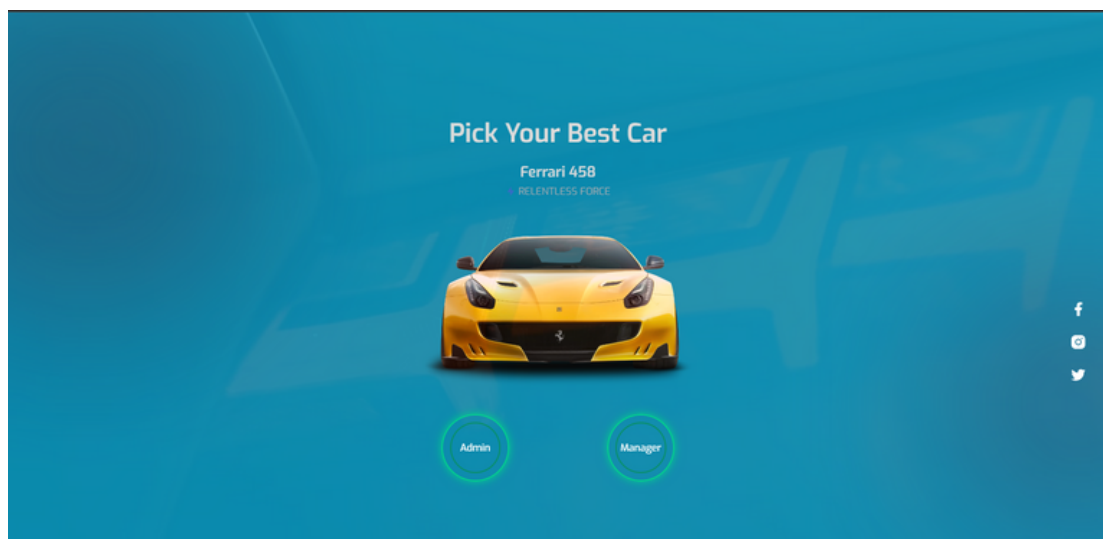 Pick Your Best Car
Ferrari 458
RELENTLESS FORCE
Admin
Manager